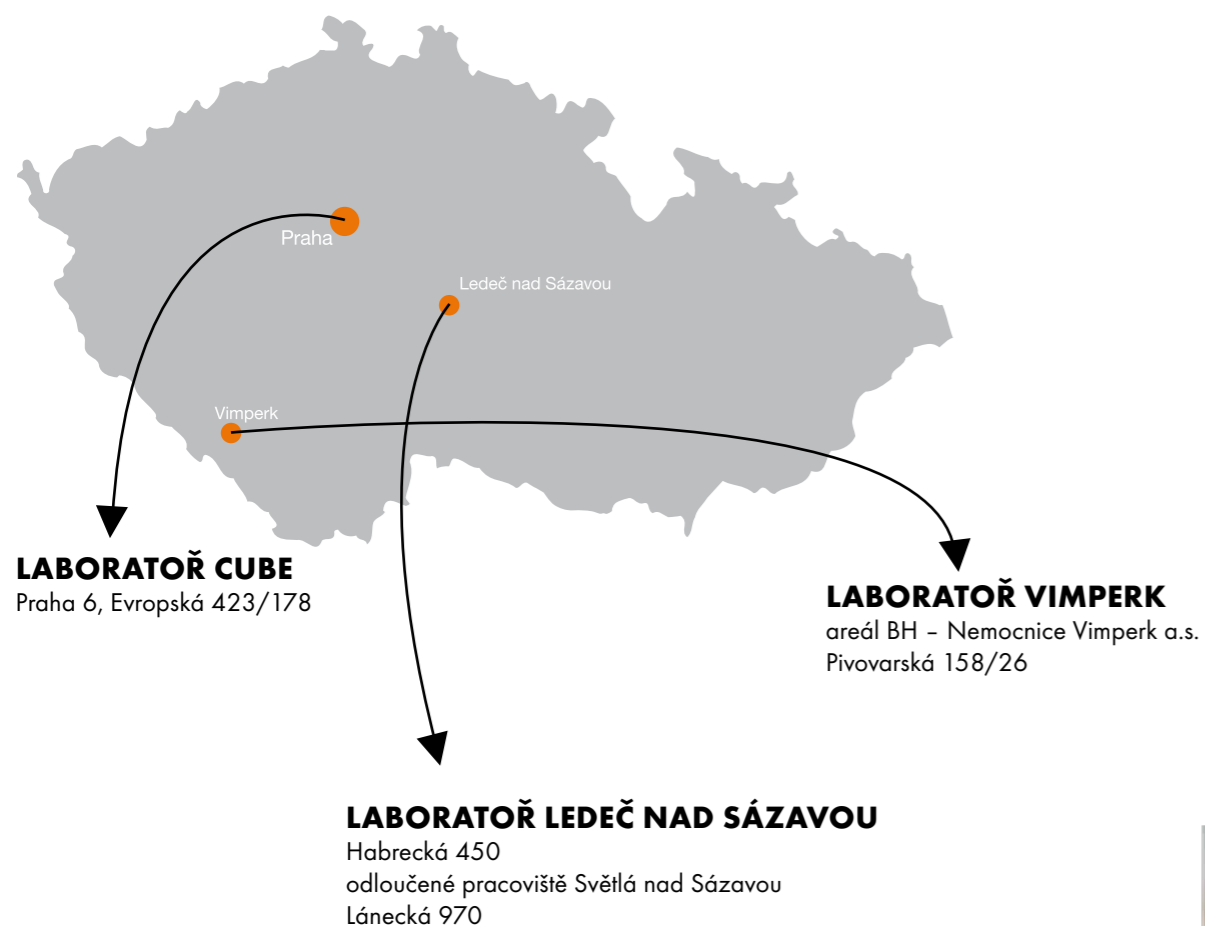 Praha
Ledeč nad Sázavou
Vimperk
LABORATOŘ CUBE
Praha 6, Evropská 423/178
LABORATOŘ VIMPERK
areál BH – Nemocnice Vimperk a.s.
Pivovarská 158/26
LABORATOŘ LEDEČ NAD SÁZAVOU
Habrecká 450
odloučené pracoviště Světlá nad Sázavou
Lánecká 970